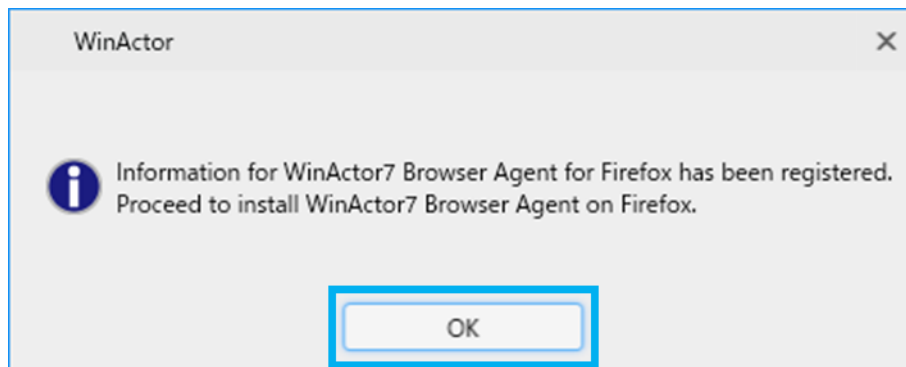 WinActor
Information for WinActor7 Browser Agent for Firefox has been registered.
Proceed to install WinActor7 Browser Agent on Firefox.
OK